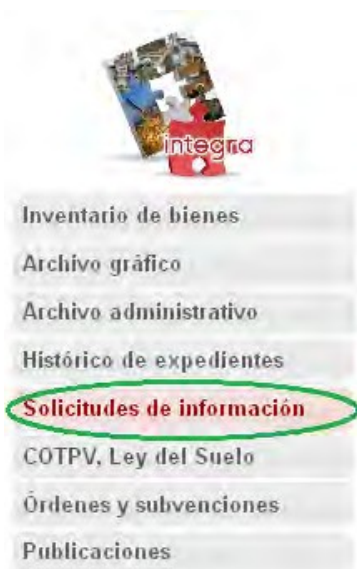 integra
Inventario de bienes
Archivo gráfico
Archivo administrativo
Histórico de expedientes
Solicitudes de información
COTPV, Ley del Suelo
Órdenes y subvenciones
Publicaciones